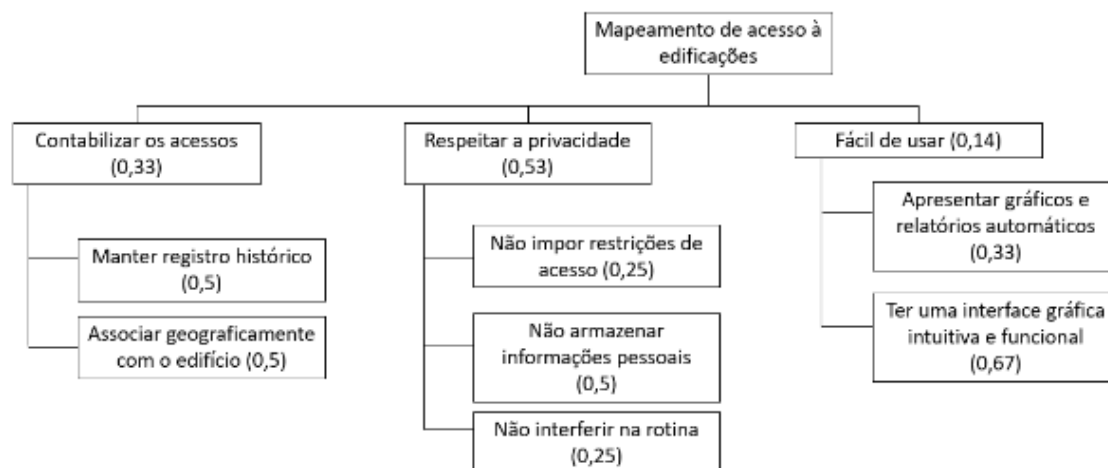 Mapeamento de acesso à
edificações
Contabilizar os acessos
(0,33)
Manter registro histórico
(0,5)
Associar geograficamente
com o edifício (0,5)
Respeitar a privacidade
(0,53)
Não impor restrições de
acesso (0,25)
Não armazenar
informações pessoais
(0,5)
Não interferir na rotina
(0,25)
Fácil de usar (0,14)
Apresentar gráficos e
relatórios automáticos
(0,33)
Ter uma interface gráfica
intuitiva e funcional
(0,67)